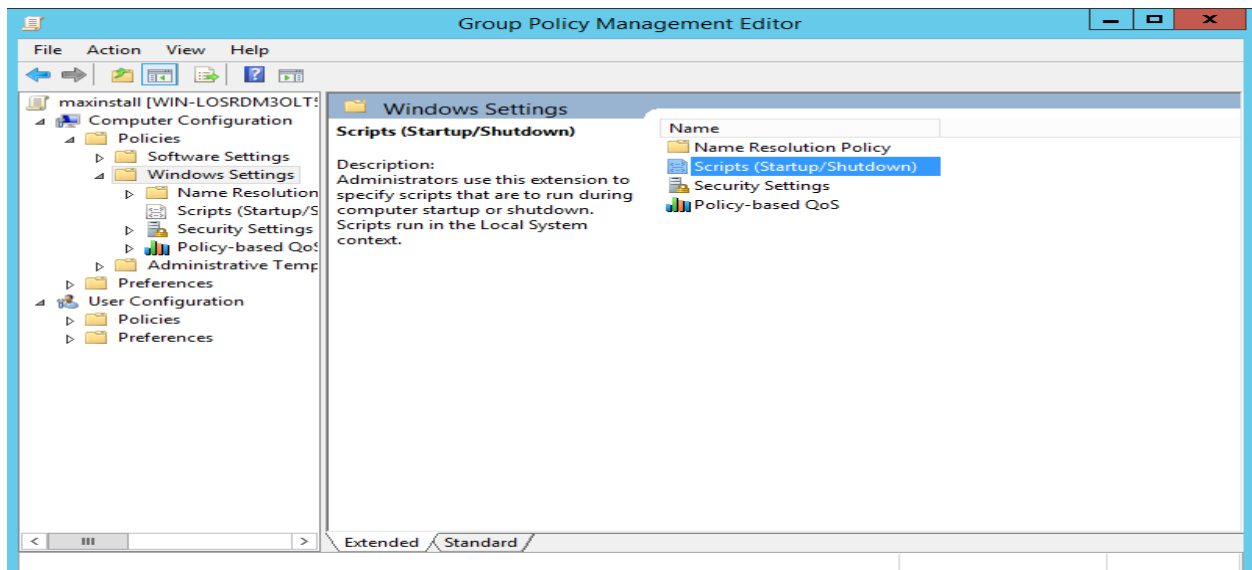 Group Policy Management Editor
File Action View Help
maxinstall [WIN-LOSRDM3OLT
Computer Configuration
Policies
Software Settings
Windows Settings
Name Resolution
Scripts (Startup/S
Security Settings
Policy-based Qo
Administrative Temp
Preferences
User Configuration
Policies
Preferences
Windows Settings
Scripts (Startup/Shutdown)
Description:
Administrators use this extension to
specify scripts that are to run during
computer startup or shutdown.
Scripts run in the Local System
context.
Name
Name Resolution Policy
Scripts (Startup/Shutdown)
Security Settings
Policy-based QoS
Extended Standard